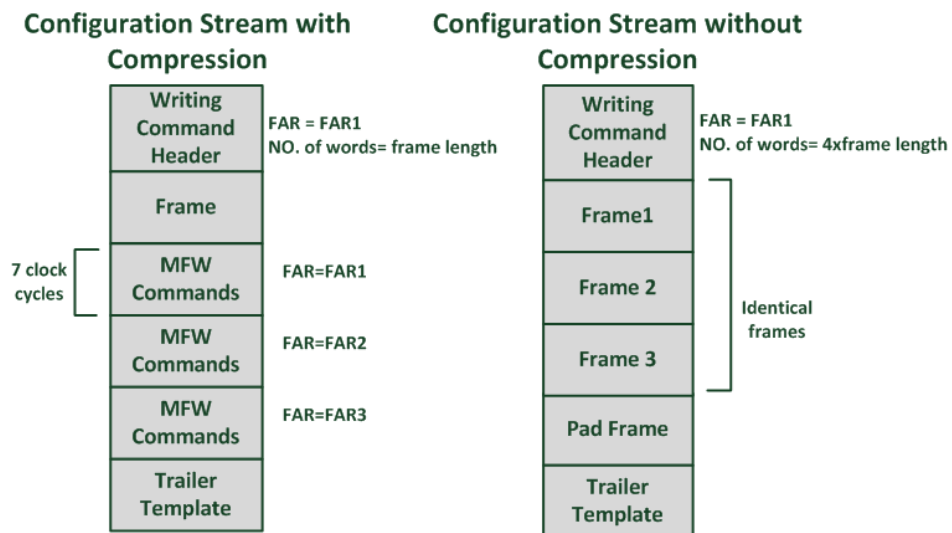 Configuration Stream with
Compression
Writing
Command
Header
FAR = FAR1
NO. of words= frame length
Frame
7 clock
cycles
MFW
Commands
FAR=FAR1
MFW
Commands
FAR=FAR2
MFW
Commands
FAR=FAR3
Trailer
Template
Configuration Stream without
Compression
Writing
Command
Header
FAR = FAR1
NO. of words= 4xframe length
Frame1
Frame 2
Frame 3
Identical
frames
Pad Frame
Trailer
Template